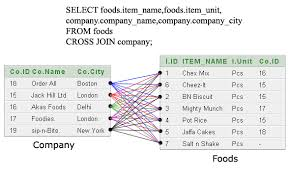 SELECT foods.item_name,foods.item_unit,
company.company_name,company.company_city
FROM foods
CROSS JOIN company;
Co.ID Co.Name Co.City
18 Order All Boston
15 Jack Hill Ltd London
16 Akas Foods Delhi
17 Foodies. London
19 sip-n-Bite. New York
Company
I.ID ITEM_NAME I.Unit Co.ID
1 Chex Mix Pcs 16
6 Cheez-It Pcs 15
2 BN Biscuit Pcs 15
3 Mighty Munch Pcs 17
4 Pot Rice Pcs 15
5 Jaffa Cakes Pcs 18
7 Salt n Shake Pcs -
Foods